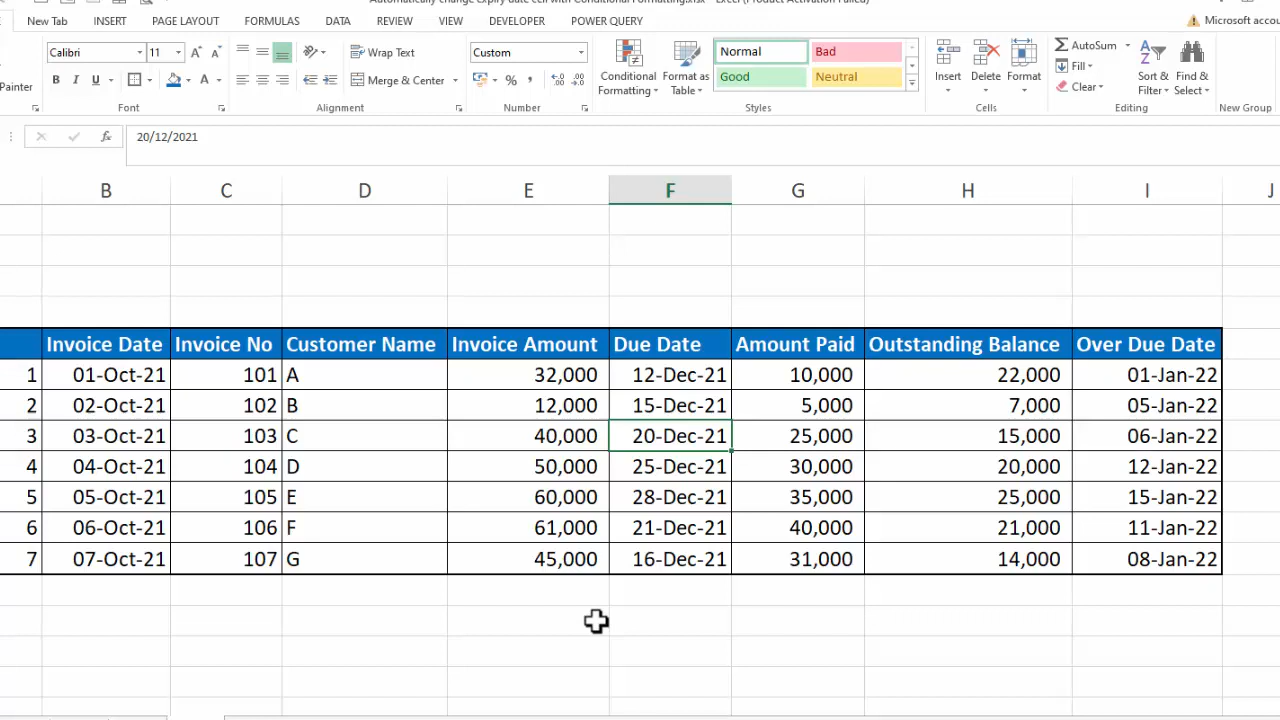 Automatically change expiry date cell with Conditional Formatting.xlsx - Excel (Product Activation Failed)
New Tab INSERT PAGE LAYOUT FORMULAS DATA REVIEW VIEW DEVELOPER POWER QUERY Microsoft accou
Calibri 11 Wrap Text Custom Normal Bad AutoSum
Painter B I U Merge & Center % Conditional Formatting Format as Table Good Neutral Insert Delete Format Fill Clear Sort & Filter Find & Select
Font Alignment Number Styles Cells Editing New Group
fx 20/12/2021
B C D E F G H I J
Invoice Date Invoice No Customer Name Invoice Amount Due Date Amount Paid Outstanding Balance Over Due Date
1 01-Oct-21 101 A 32,000 12-Dec-21 10,000 22,000 01-Jan-22
2 02-Oct-21 102 B 12,000 15-Dec-21 5,000 7,000 05-Jan-22
3 03-Oct-21 103 C 40,000 20-Dec-21 25,000 15,000 06-Jan-22
4 04-Oct-21 104 D 50,000 25-Dec-21 30,000 20,000 12-Jan-22
5 05-Oct-21 105 E 60,000 28-Dec-21 35,000 25,000 15-Jan-22
6 06-Oct-21 106 F 61,000 21-Dec-21 40,000 21,000 11-Jan-22
7 07-Oct-21 107 G 45,000 16-Dec-21 31,000 14,000 08-Jan-22